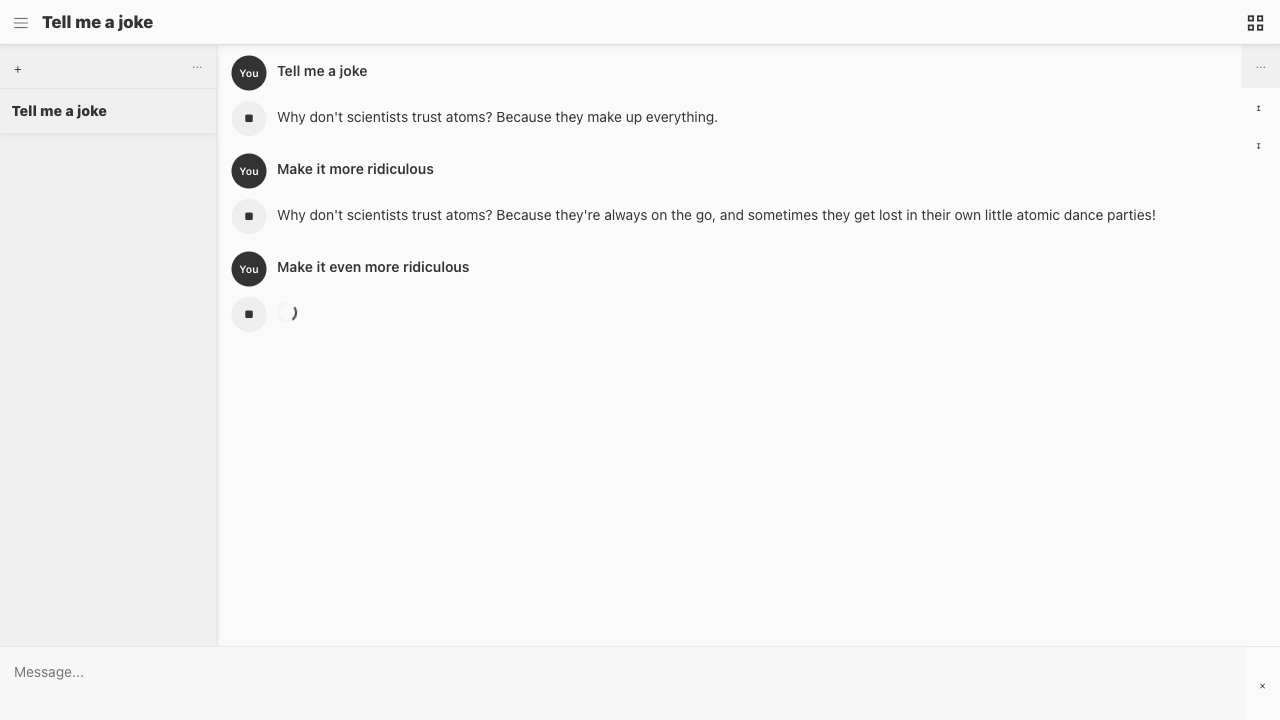 Tell me a joke
+ ...
Tell me a joke
You Tell me a joke
Why don't scientists trust atoms? Because they make up everything.
You Make it more ridiculous
Why don't scientists trust atoms? Because they're always on the go, and sometimes they get lost in their own little atomic dance parties!
You Make it even more ridiculous
...
Message...